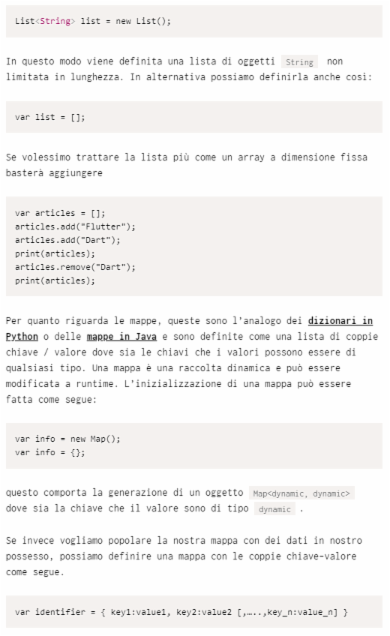 List<String> list = new List();
In questo modo viene definita una lista di oggetti String non
limitata in lunghezza. In alternativa possiamo definirla anche così:
var list = [];
Se volessimo trattare la lista più come un array a dimensione fissa
basterà aggiungere
var articles = [];
articles.add("Flutter");
articles.add("Dart");
print(articles);
articles.remove("Dart");
print(articles);
Per quanto riguarda le mappe, queste sono l'analogo dei dizionari in
Python o delle mappe in Java e sono definite come una lista di coppie
chiave / valore dove sia le chiavi che i valori possono essere di
qualsiasi tipo. Una mappa è una raccolta dinamica e può essere
modificata a runtime. L'inizializzazione di una mappa può essere
fatta come segue:
var info = new Map();
var info = {};
questo comporta la generazione di un oggetto Map<dynamic, dynamic>
dove sia la chiave che il valore sono di tipo dynamic .
Se invece vogliamo popolare la nostra mappa con dei dati in nostro
possesso, possiamo definire una mappa con le coppie chiave-valore
come segue.
var identifier = { key1:value1, key2:value2 [,…..,key_n:value_n] }